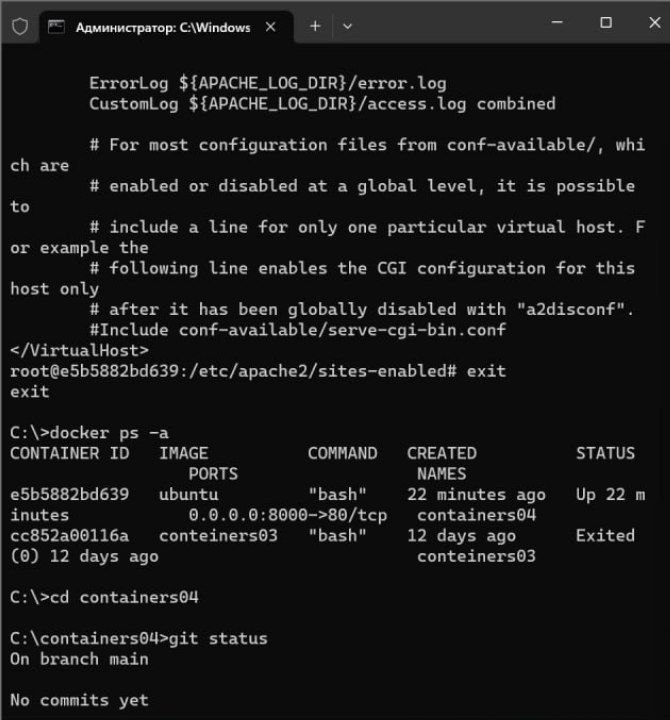 Администратор: C:\Windows
ErrorLog ${APACHE_LOG_DIR}/error.log
CustomLog ${APACHE_LOG_DIR}/access.log combined
# For most configuration files from conf-available/, whi
ch are
# enabled or disabled at a global level, it is possible
to
# include a line for only one particular virtual host. F
or example the
# following line enables the CGI configuration for this
host only
# after it has been globally disabled with "a2disconf".
#Include conf-available/serve-cgi-bin.conf
</VirtualHost>
root@e5b5882bd639:/etc/apache2/sites-enabled# exit
exit
C:\>docker ps -a
CONTAINER ID   IMAGE          COMMAND   CREATED          STATUS
PORTS                  NAMES
e5b5882bd639   ubuntu         "bash"    22 minutes ago   Up 22 m
inutes            0.0.0.0:8000->80/tcp   containers04
cc852a00116a   conteiners03   "bash"    12 days ago      Exited
(0) 12 days ago                          conteiners03
C:\>cd containers04
C:\containers04>git status
On branch main
No commits yet